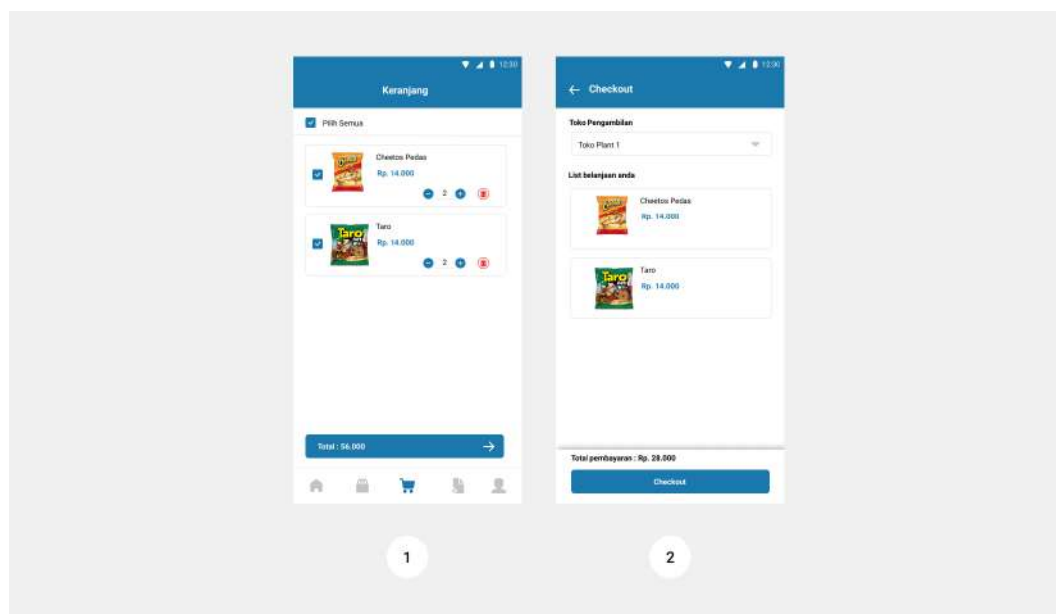 12:30
Keranjang
Pilih Semua
Cheetos Pedas
Rp. 14.000
2
Taro
Taro
Rp. 14.000
2
Total : 56.000
1
12:30
Checkout
Toko Pengambilan
Toko Plant 1
List belanjaan anda
Cheetos Pedas
Rp. 14.000
Taro
Taro
Rp. 14.000
Total pembayaran : Rp. 28.000
Checkout
2